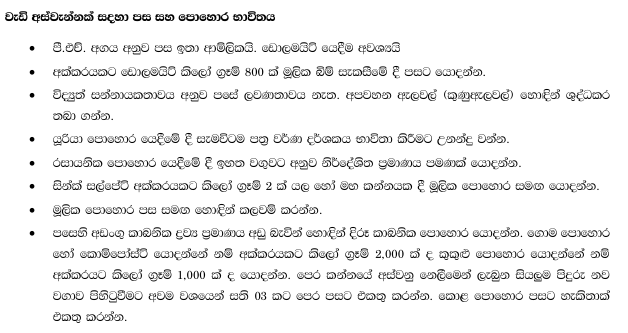 වැඩි අස්වැන්නක් සදහා පස සහ පොහොර භාවිතය
• පී.එච්. අගය අනුව පස ඉතා ආම්ලිකයි. ඩොලමයිට් යෙදීම අවශ්‍යයි
• අක්කරයකට ඩොලමයිට් කිලෝ ග්‍රෑම් 800 ක් මූලික බිම් සැකසීමේ දී පසට යොදන්න.
• විද්‍යුත් සන්නායකතාවය අනුව පසේ ලවණතාවය නැත. අපවහන ඇලවල් (කුණුඇලවල්) හොඳින් ශුද්ධකර
තබා ගන්න.
• යූරියා පොහොර යෙදීමේ දී සැමවිටම පත්‍ර වර්ණ දර්ශකය භාවිතා කිරීමට උනන්දු වන්න.
• රසායනික පොහොර යෙදීමේ දී ඉහත වගුවට අනුව නිර්දේශිත ප්‍රමාණය පමණක් යොදන්න.
• සින්ක් සල්පේට් අක්කරයකට කිලෝ ග්‍රෑම් 2 ක් යල හෝ මහ කන්නයක දී මූලික පොහොර සමඟ යොදන්න.
• මූලික පොහොර පස සමඟ හොඳින් කලවම් කරන්න.
• පසෙහි අඩංගු කාබනික ද්‍රව්‍ය ප්‍රමාණය අඩු බැවින් හොඳින් දිරූ කාබනික පොහොර යොදන්න. ගොම පොහොර
හෝ කොම්පෝස්ට් යොදන්නේ නම් අක්කරයකට කිලෝ ග්‍රෑම් 2,000 ක් ද කුකුළු පොහොර යොදන්නේ නම්
අක්කරයට කිලෝ ග්‍රෑම් 1,000 ක් ද යොදන්න. පෙර කන්නයේ අස්වනු නෙලීමෙන් ලැබුන සියලුම පිදුරු නව
වගාව පිහිටුවීමට අවම වශයෙන් සති 03 කට පෙර පසට එකතු කරන්න. කොළ පොහොර පසට හැකිතාක්
එකතු කරන්න.